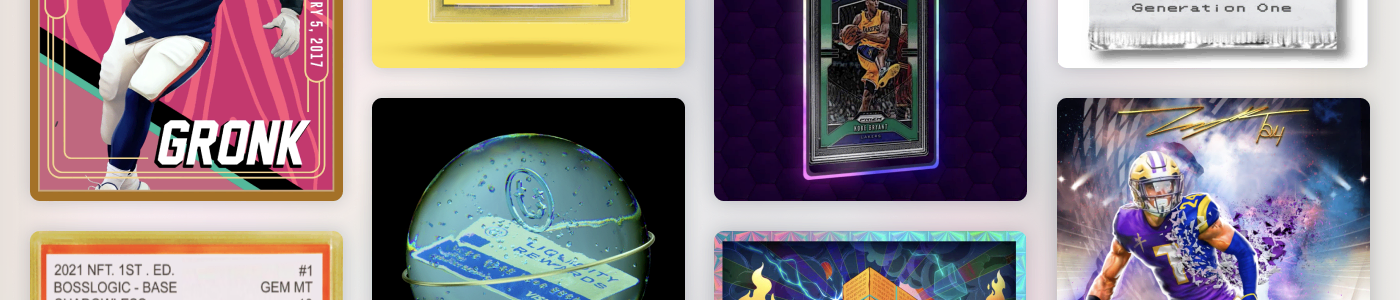 RY 5, 2017
GRONK
2021 NFT. 1ST . ED.
#1
BOSSLOGIC - BASE
GEM MT
LIQUIDITY
REWARDS
PRIZM
KOBE BRYANT
LAKERS
Generation One